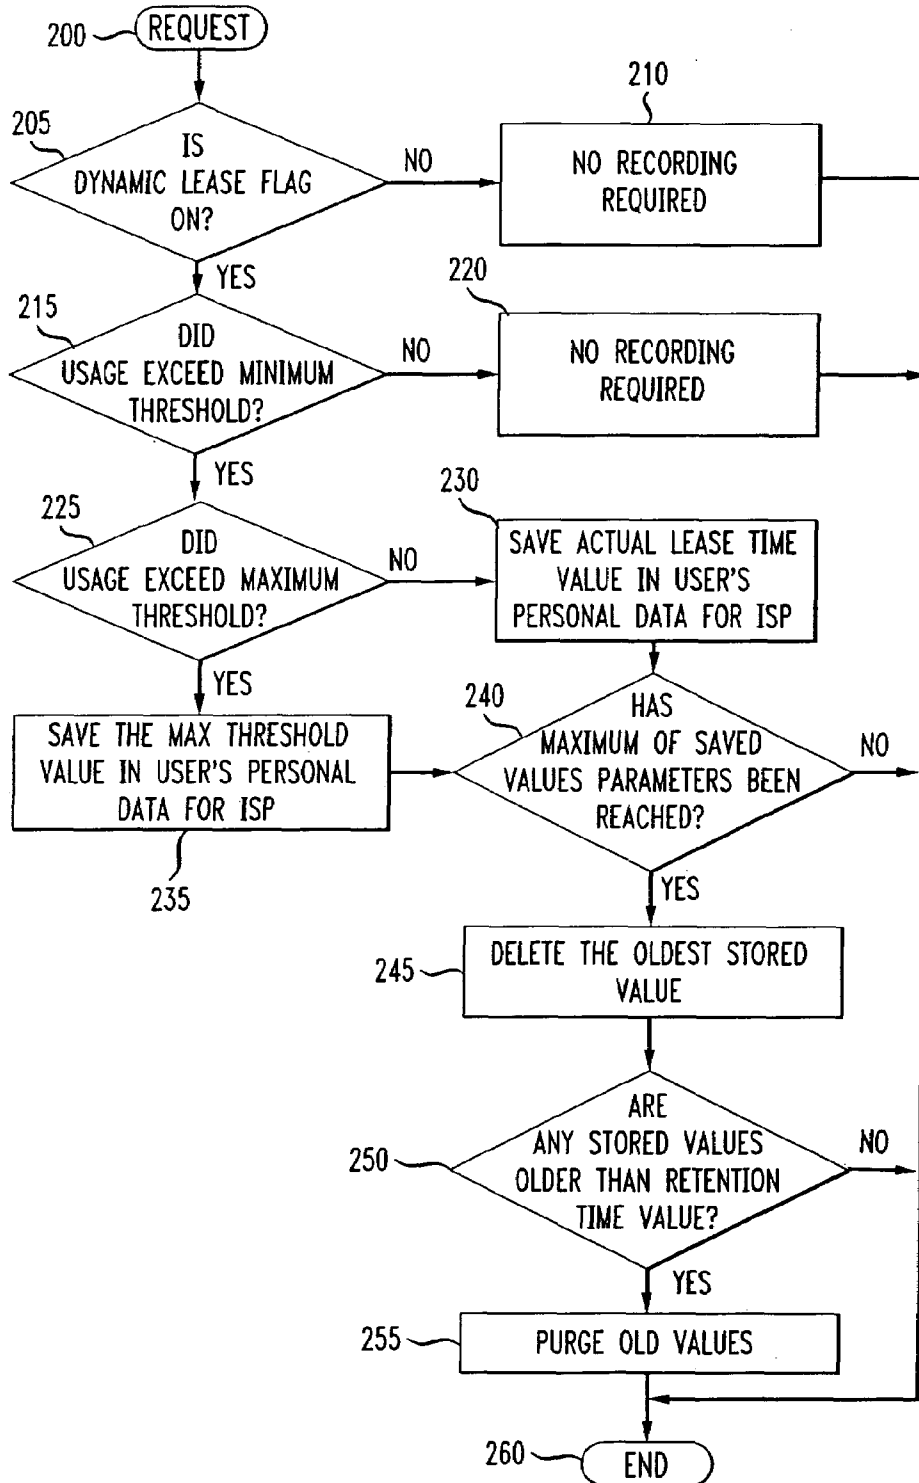 200
REQUEST
210
205
IS
DYNAMIC LEASE FLAG
ON?
NO
NO RECORDING
REQUIRED
YES
220
215
DID
USAGE EXCEED MINIMUM
THRESHOLD?
NO
NO RECORDING
REQUIRED
YES
230
225
DID
USAGE EXCEED MAXIMUM
THRESHOLD?
NO
SAVE ACTUAL LEASE TIME
VALUE IN USER'S
PERSONAL DATA FOR ISP
YES
SAVE THE MAX THRESHOLD
VALUE IN USER'S PERSONAL
DATA FOR ISP
235
240
HAS
MAXIMUM OF SAVED
VALUES PARAMETERS BEEN
REACHED?
NO
YES
245
DELETE THE OLDEST STORED
VALUE
250
ARE
ANY STORED VALUES
OLDER THAN RETENTION
TIME VALUE?
NO
YES
255
PURGE OLD VALUES
260
END